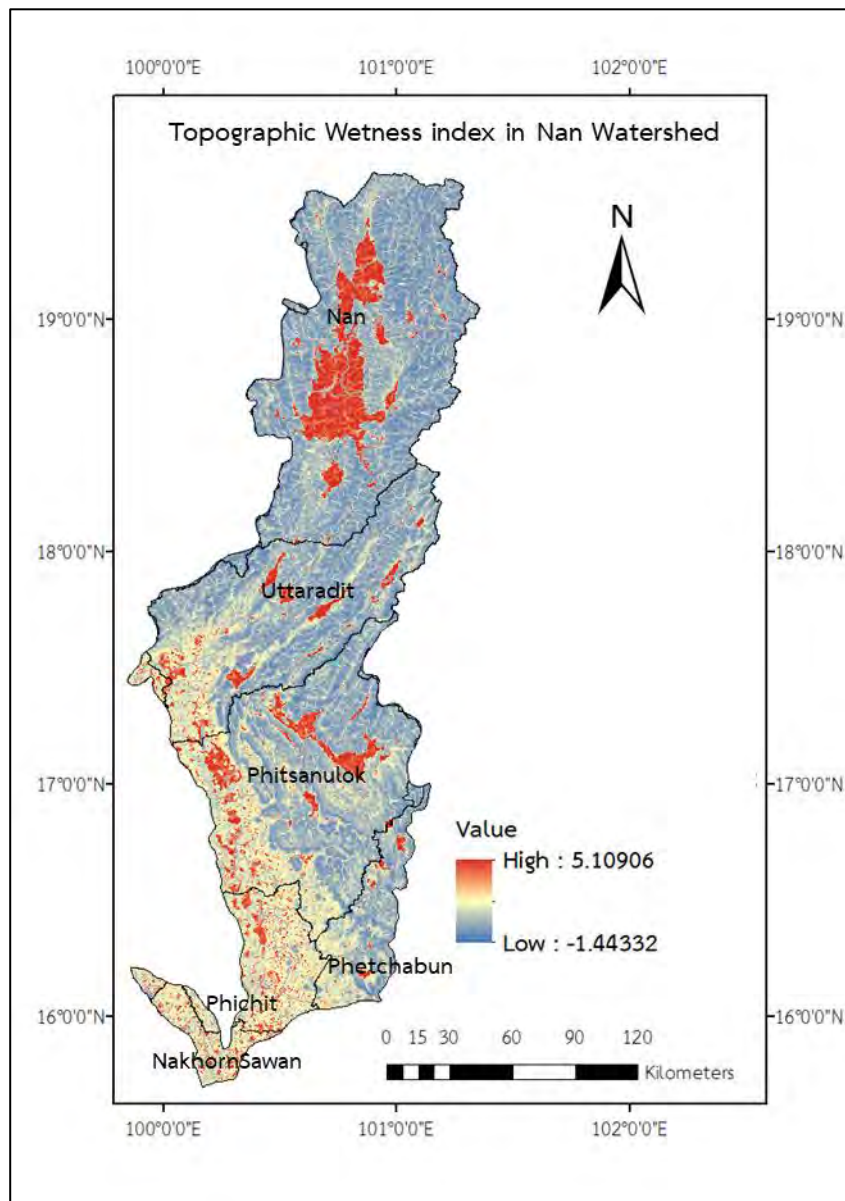 100°0'0"E 101°0'0"E 102°0'0"E
Topographic Wetness index in Nan Watershed
N
19°0'0"N 19°0'0"N
Nan
18°0'0"N 18°0'0"N
Uttaradit
17°0'0"N 17°0'0"N
Phitsanulok
Value
High : 5.10906
Low : -1.44332
Phetchabun
Phichit
16°0'0"N 16°0'0"N
NakhornSawan
0 15 30 60 90 120
Kilometers
100°0'0"E 101°0'0"E 102°0'0"E